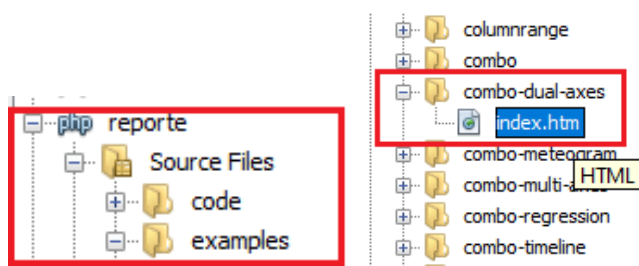 php reporte
Source Files
code
examples
columnrange
combo
combo-dual-axes
index.htm
combo-meteogram
HTML
combo-multi-axes
combo-regression
combo-timeline